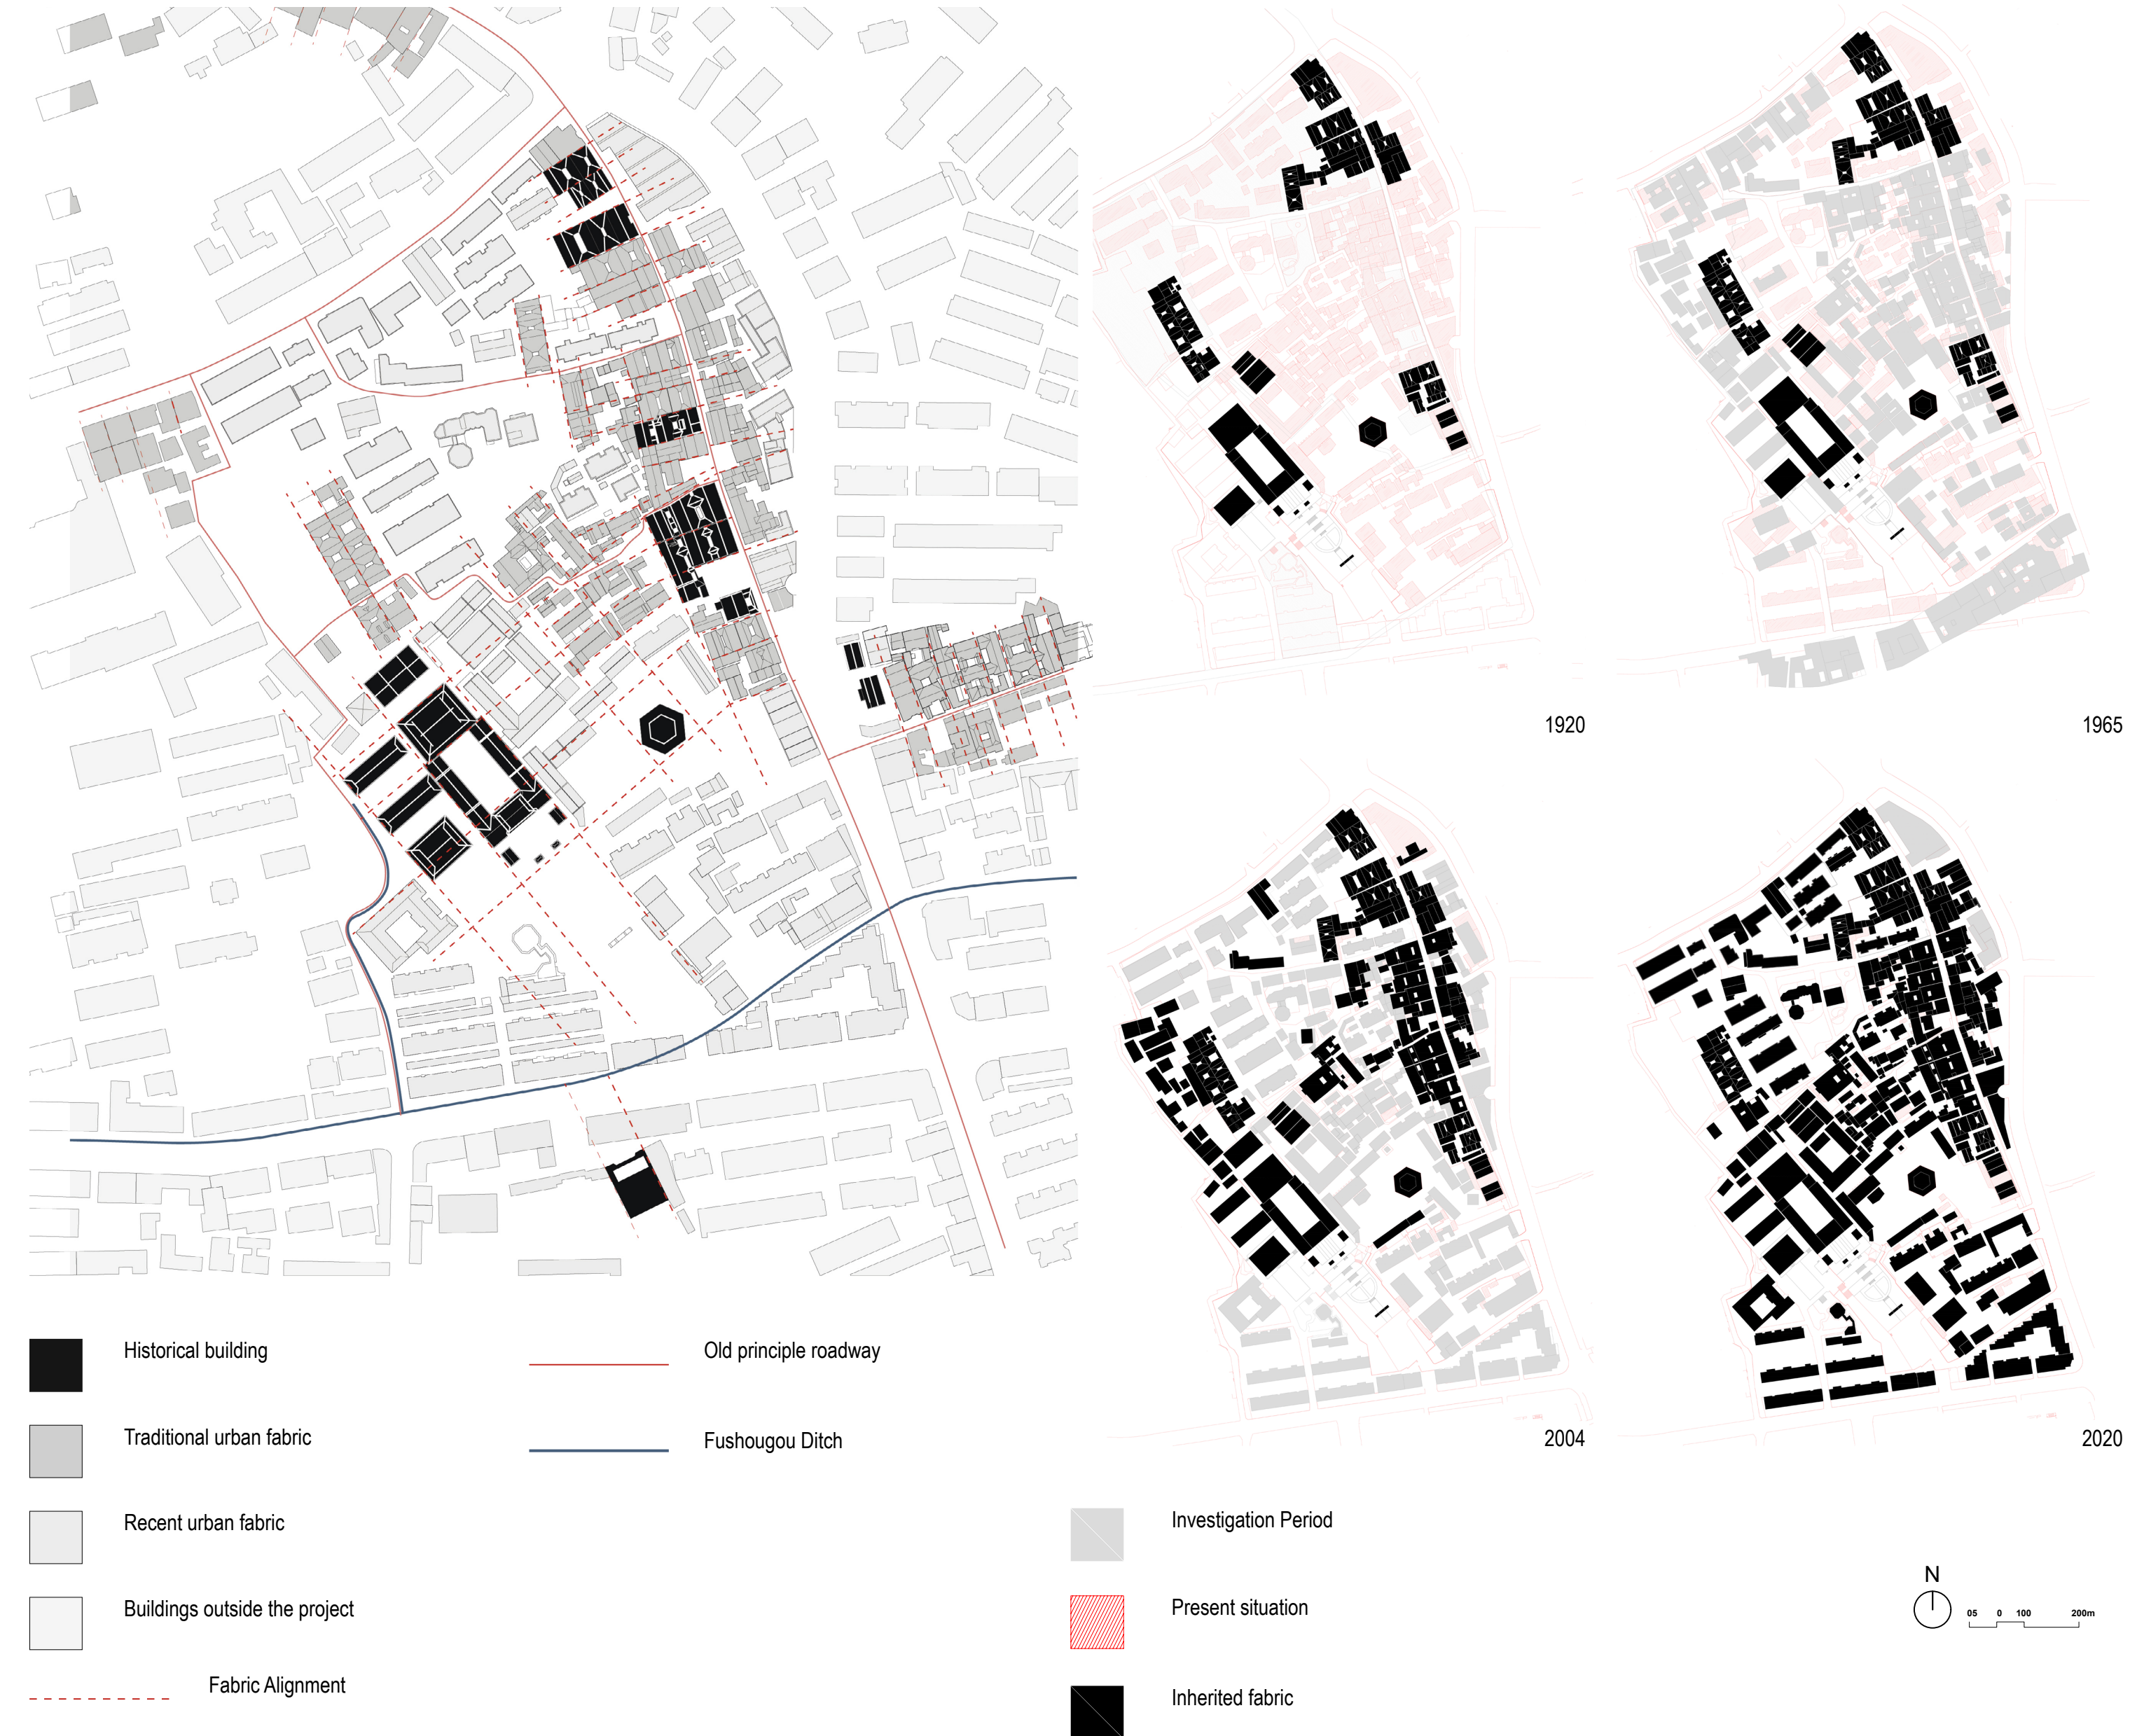 1920
1965
2004
2020
Historical building
Traditional urban fabric
Recent urban fabric
Buildings outside the project
Fabric Alignment
Old principle roadway
Fushougou Ditch
Investigation Period
Present situation
Inherited fabric
N
05 0 100 200m